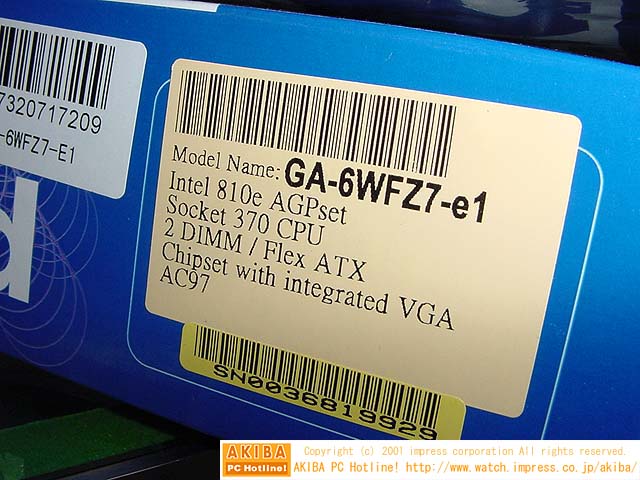 7320717209
-6WFZ7-E1
Model Name: GA-6WFZ7-e1
Intel 810e AGPset
Socket 370 CPU
2 DIMM / Flex ATX
Chipset with integrated VGA
AC97
SN0036819929
d
AKIBA
PC Hotline!
Copyright (c) 2001 impress corporation All rights reserved.
AKIBA PC Hotline! http://www.watch.impress.co.jp/akiba/